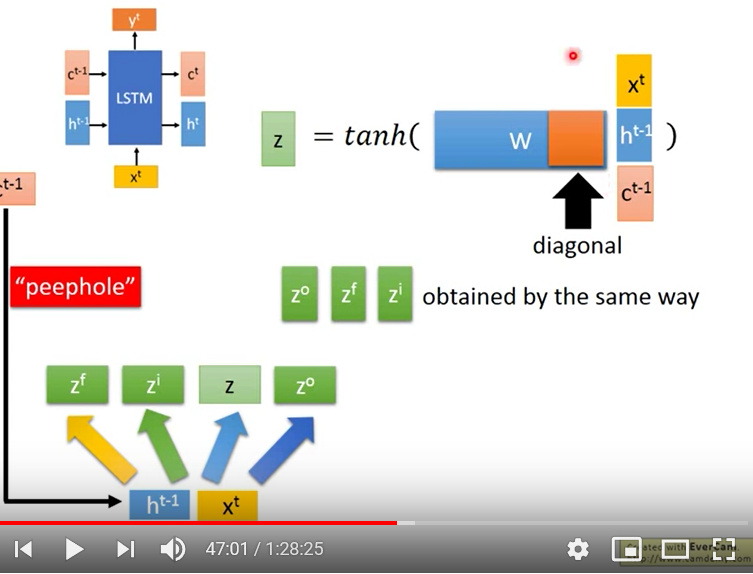 yᵗ
cᵗ⁻¹
cᵗ
LSTM
hᵗ⁻¹
hᵗ
xᵗ
z = tanh( W
xᵗ
hᵗ⁻¹ )
cᵗ⁻¹
diagonal
cᵗ⁻¹
"peephole"
zᵒ zᶠ zⁱ obtained by the same way
zᶠ zⁱ z zᵒ
hᵗ⁻¹ xᵗ
47:01 / 1:28:25